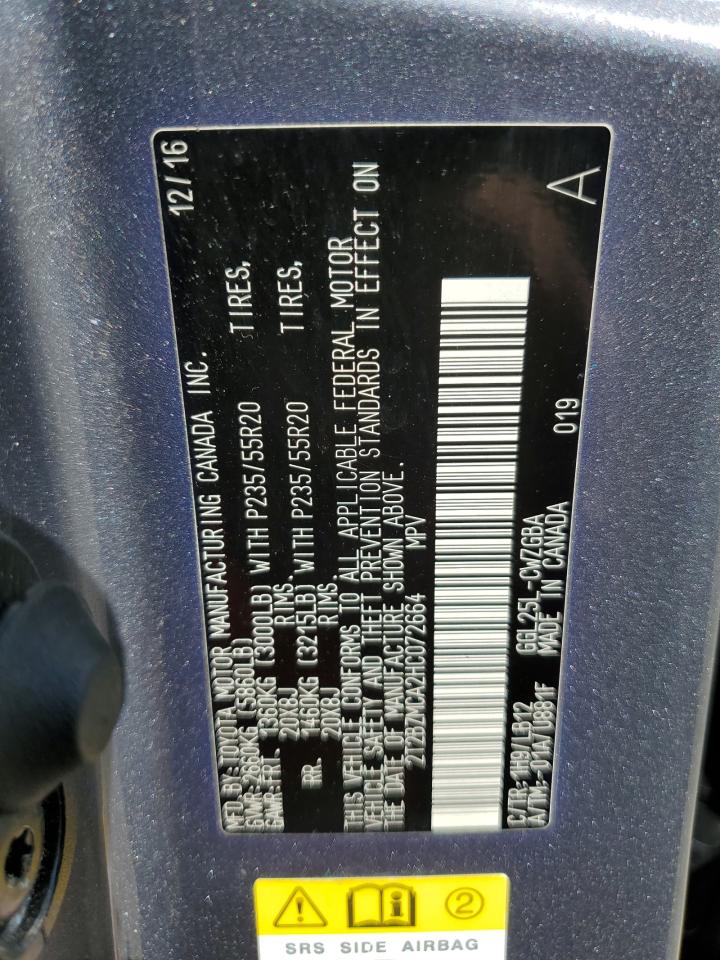 MFD BY: TOYOTA MOTOR MANUFACTURING CANADA INC. 12/16
GVWR: 2660KG (5860LB)
GAWR: FRT. 1360KG (3000LB) WITH P235/55R20 TIRES,
20X8J RIMS.
RR. 1460KG (3215LB) WITH P235/55R20 TIRES,
20X8J RIMS.
THIS VEHICLE CONFORMS TO ALL APPLICABLE FEDERAL MOTOR
VEHICLE SAFETY AND THEFT PREVENTION STANDARDS IN EFFECT ON
THE DATE OF MANUFACTURE SHOWN ABOVE.
2T2BZMCA2HC072664 MPV
C/TR: 1H9/LB12 GGL25L-CWZGBA
A/TM:-01A/U881F MADE IN CANADA 019
A
2
SRS SIDE AIRBAG